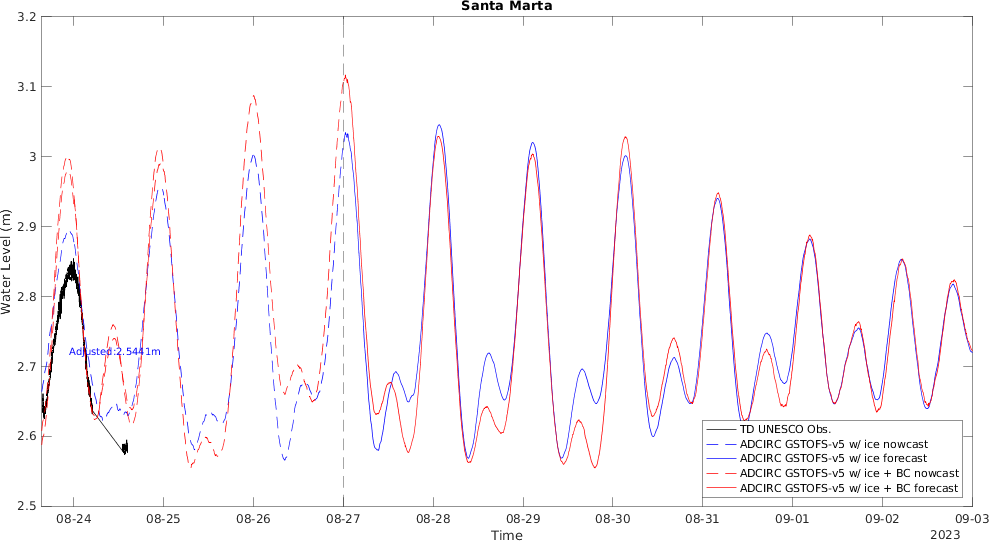 Santa Marta
3.2
3.1
3
2.9
2.8
2.7
2.6
2.5
Water Level (m)
Adjusted:2.5441m
TD UNESCO Obs.
ADCIRC GSTOFS-v5 w/ ice nowcast
ADCIRC GSTOFS-v5 w/ ice forecast
ADCIRC GSTOFS-v5 w/ ice + BC nowcast
ADCIRC GSTOFS-v5 w/ ice + BC forecast
08-24 08-25 08-26 08-27 08-28 08-29 08-30 08-31 09-01 09-02 09-03
Time
2023